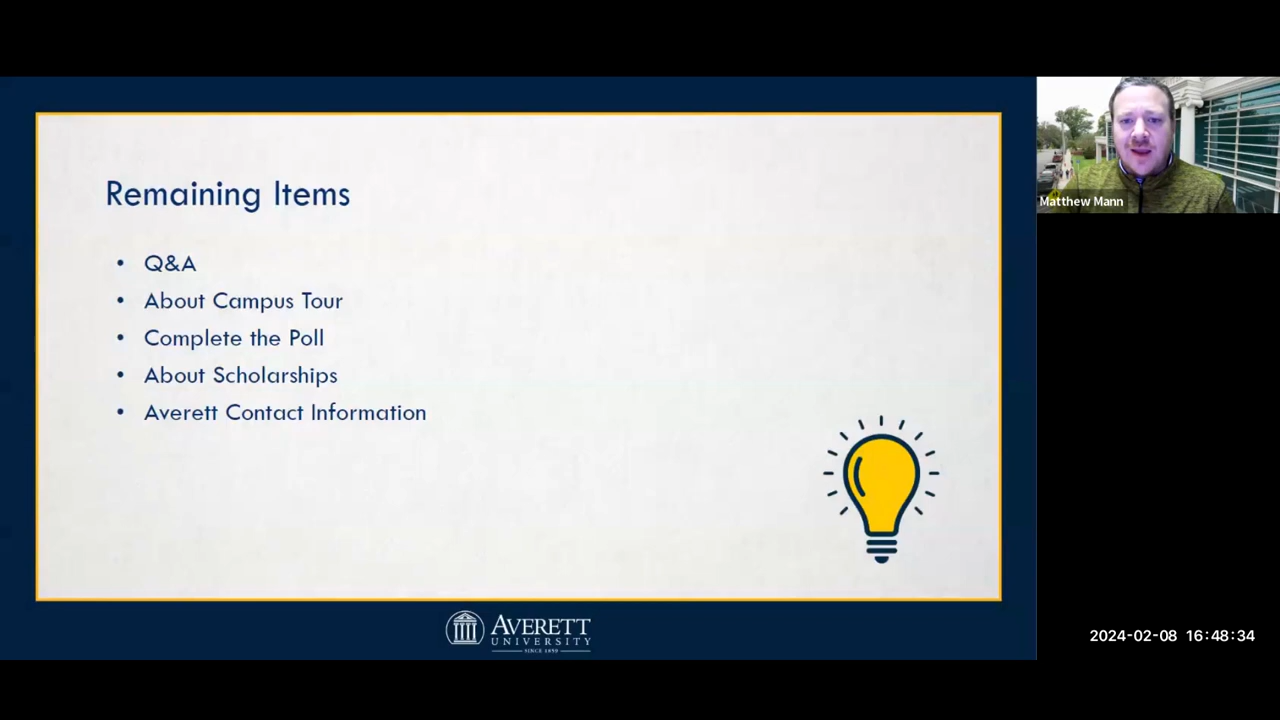 Remaining Items
• Q&A
• About Campus Tour
• Complete the Poll
• About Scholarships
• Averett Contact Information
AVERETT
UNIVERSITY
SINCE 1859
Matthew Mann
2024-02-08 16:48:34